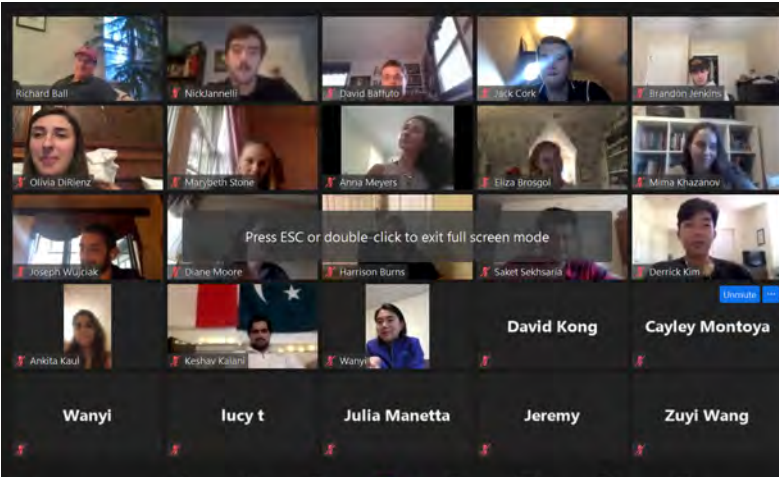 Richard Ball
NickJannelli
David Baffuto
Jack Cork
Brandon Jenkins
Olivia DiRienz
Marybeth Stone
Anna Meyers
Eliza Brosgol
Mima Khazanov
Press ESC or double-click to exit full screen mode
Joseph Wujciak
Diane Moore
Harrison Burns
Saket Sekhsaria
Derrick Kim
Unmute ...
Ankita Kaul
Keshav Kalani
Wanyi
David Kong
Cayley Montoya
Wanyi
lucy t
Julia Manetta
Jeremy
Zuyi Wang